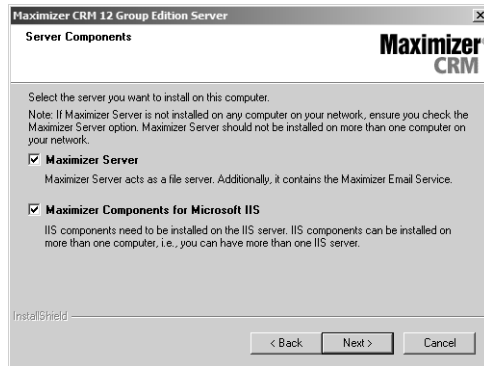 Maximizer CRM 12 Group Edition Server
Server Components
Maximizer
CRM
Select the server you want to install on this computer.
Note: If Maximizer Server is not installed on any computer on your network, ensure you check the
Maximizer Server option. Maximizer Server should not be installed on more than one computer on
your network.
Maximizer Server
Maximizer Server acts as a file server. Additionally, it contains the Maximizer Email Service.
Maximizer Components for Microsoft IIS
IIS components need to be installed on the IIS server. IIS components can be installed on
more than one computer, i.e., you can have more than one IIS server.
InstallShield
< Back
Next >
Cancel